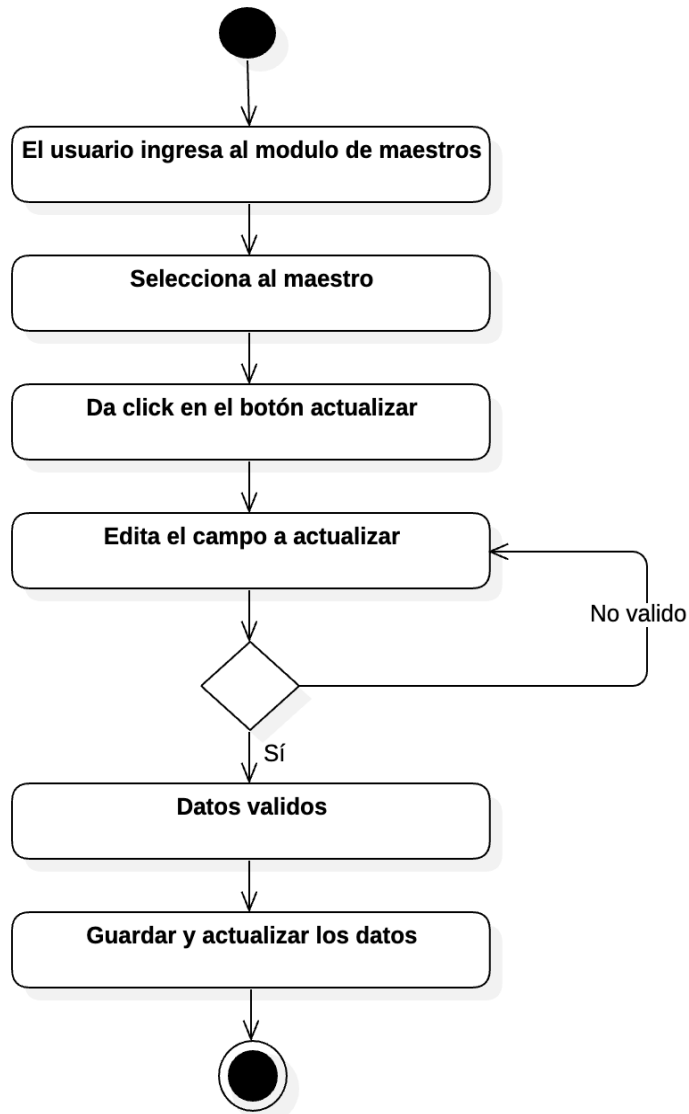 El usuario ingresa al modulo de maestros
Selecciona al maestro
Da click en el botón actualizar
Edita el campo a actualizar
No valido
Sí
Datos validos
Guardar y actualizar los datos